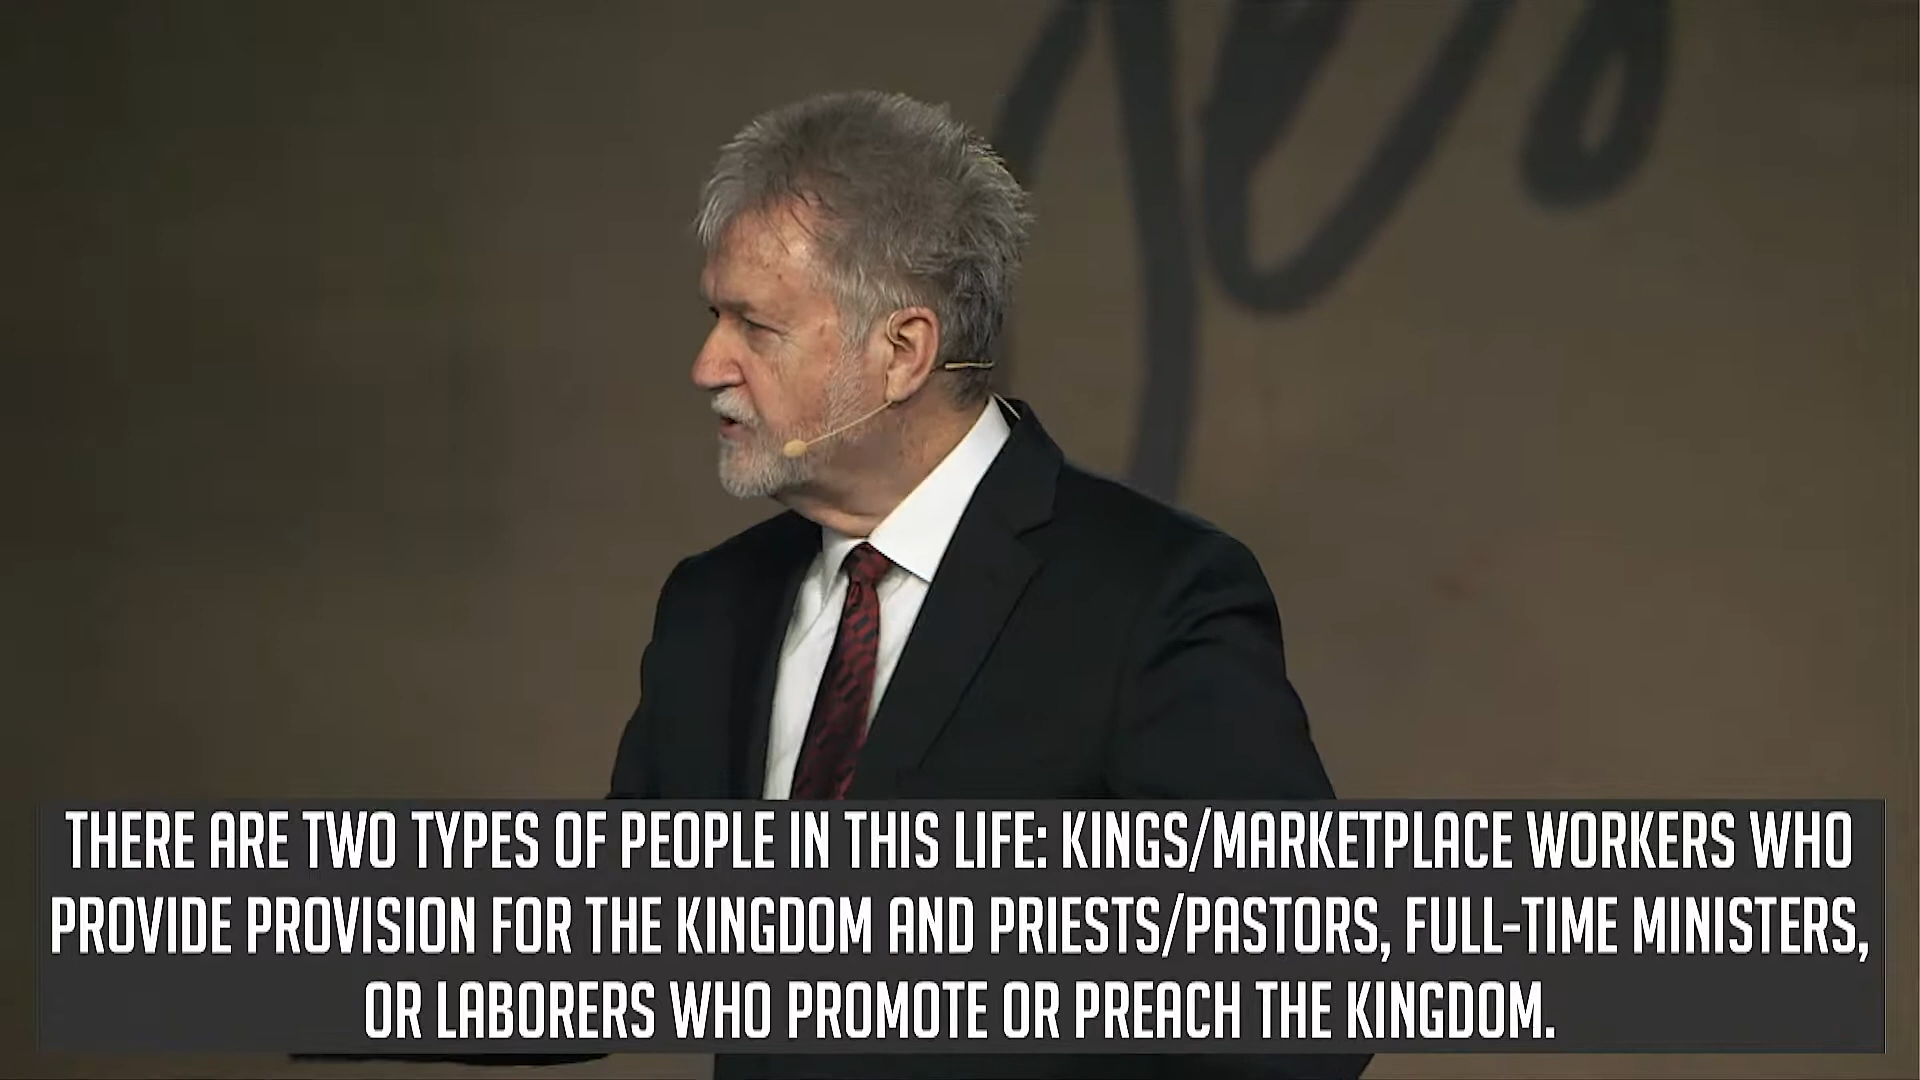 THERE ARE TWO TYPES OF PEOPLE IN THIS LIFE: KINGS/MARKETPLACE WORKERS WHO
PROVIDE PROVISION FOR THE KINGDOM AND PRIESTS/PASTORS, FULL-TIME MINISTERS,
OR LABORERS WHO PROMOTE OR PREACH THE KINGDOM.